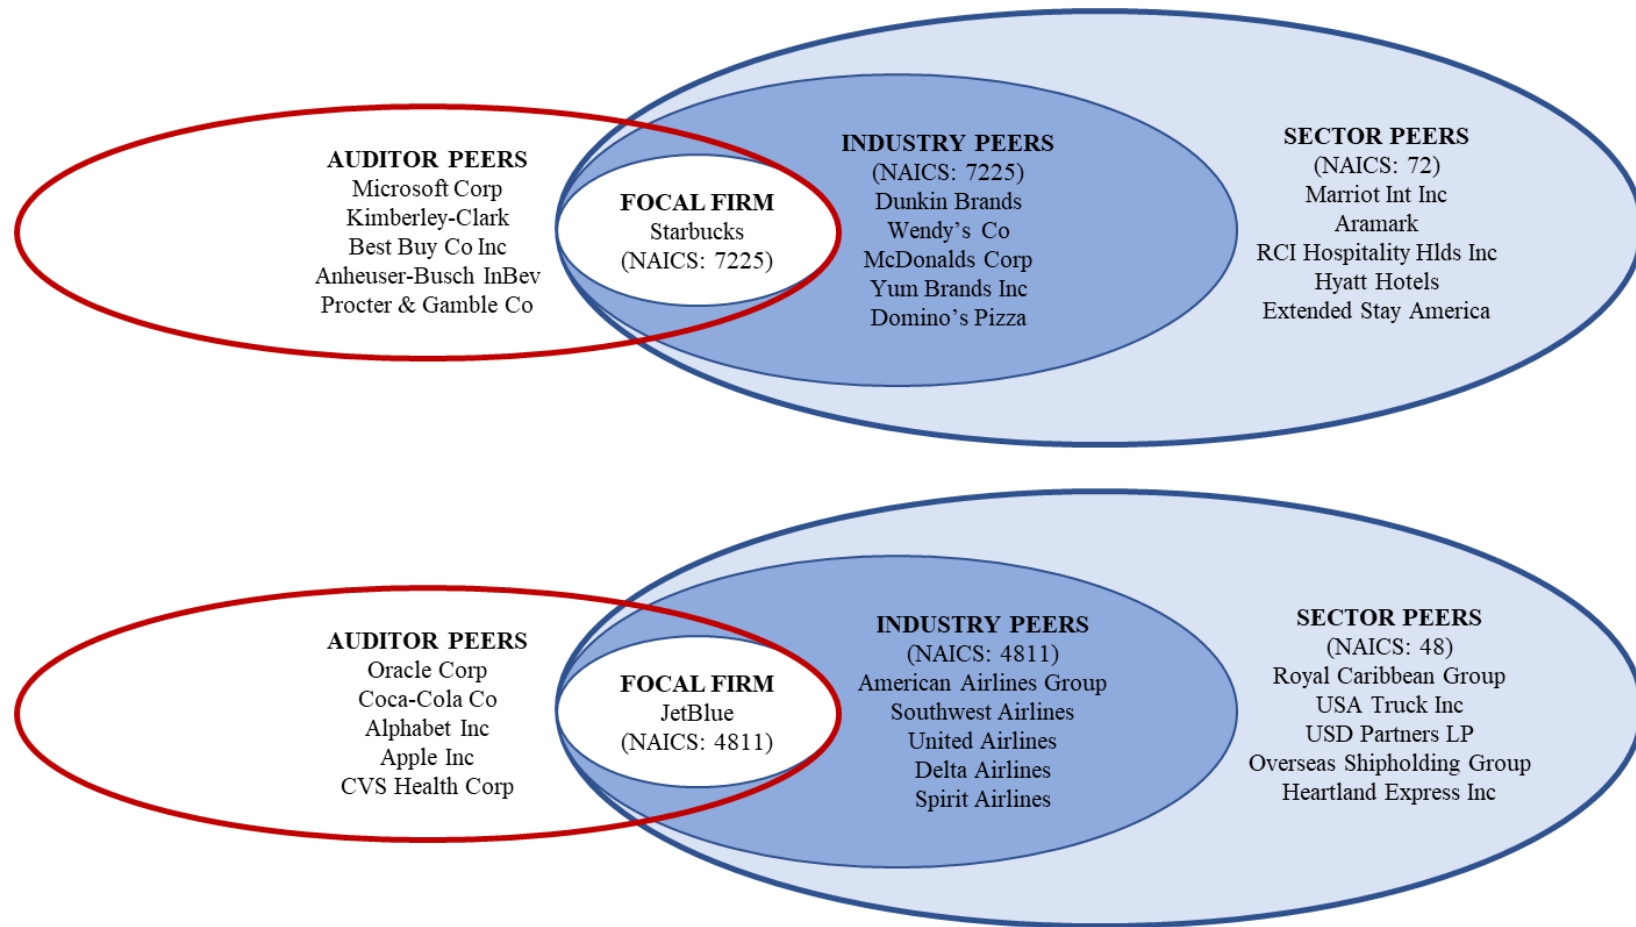 AUDITOR PEERS
Microsoft Corp
Kimberley-Clark
Best Buy Co Inc
Anheuser-Busch InBev
Procter & Gamble Co
FOCAL FIRM
Starbucks
(NAICS: 7225)
INDUSTRY PEERS
(NAICS: 7225)
Dunkin Brands
Wendy's Co
McDonalds Corp
Yum Brands Inc
Domino's Pizza
SECTOR PEERS
(NAICS: 72)
Marriot Int Inc
Aramark
RCI Hospitality Hlds Inc
Hyatt Hotels
Extended Stay America
AUDITOR PEERS
Oracle Corp
Coca-Cola Co
Alphabet Inc
Apple Inc
CVS Health Corp
FOCAL FIRM
JetBlue
(NAICS: 4811)
INDUSTRY PEERS
(NAICS: 4811)
American Airlines Group
Southwest Airlines
United Airlines
Delta Airlines
Spirit Airlines
SECTOR PEERS
(NAICS: 48)
Royal Caribbean Group
USA Truck Inc
USD Partners LP
Overseas Shipholding Group
Heartland Express Inc